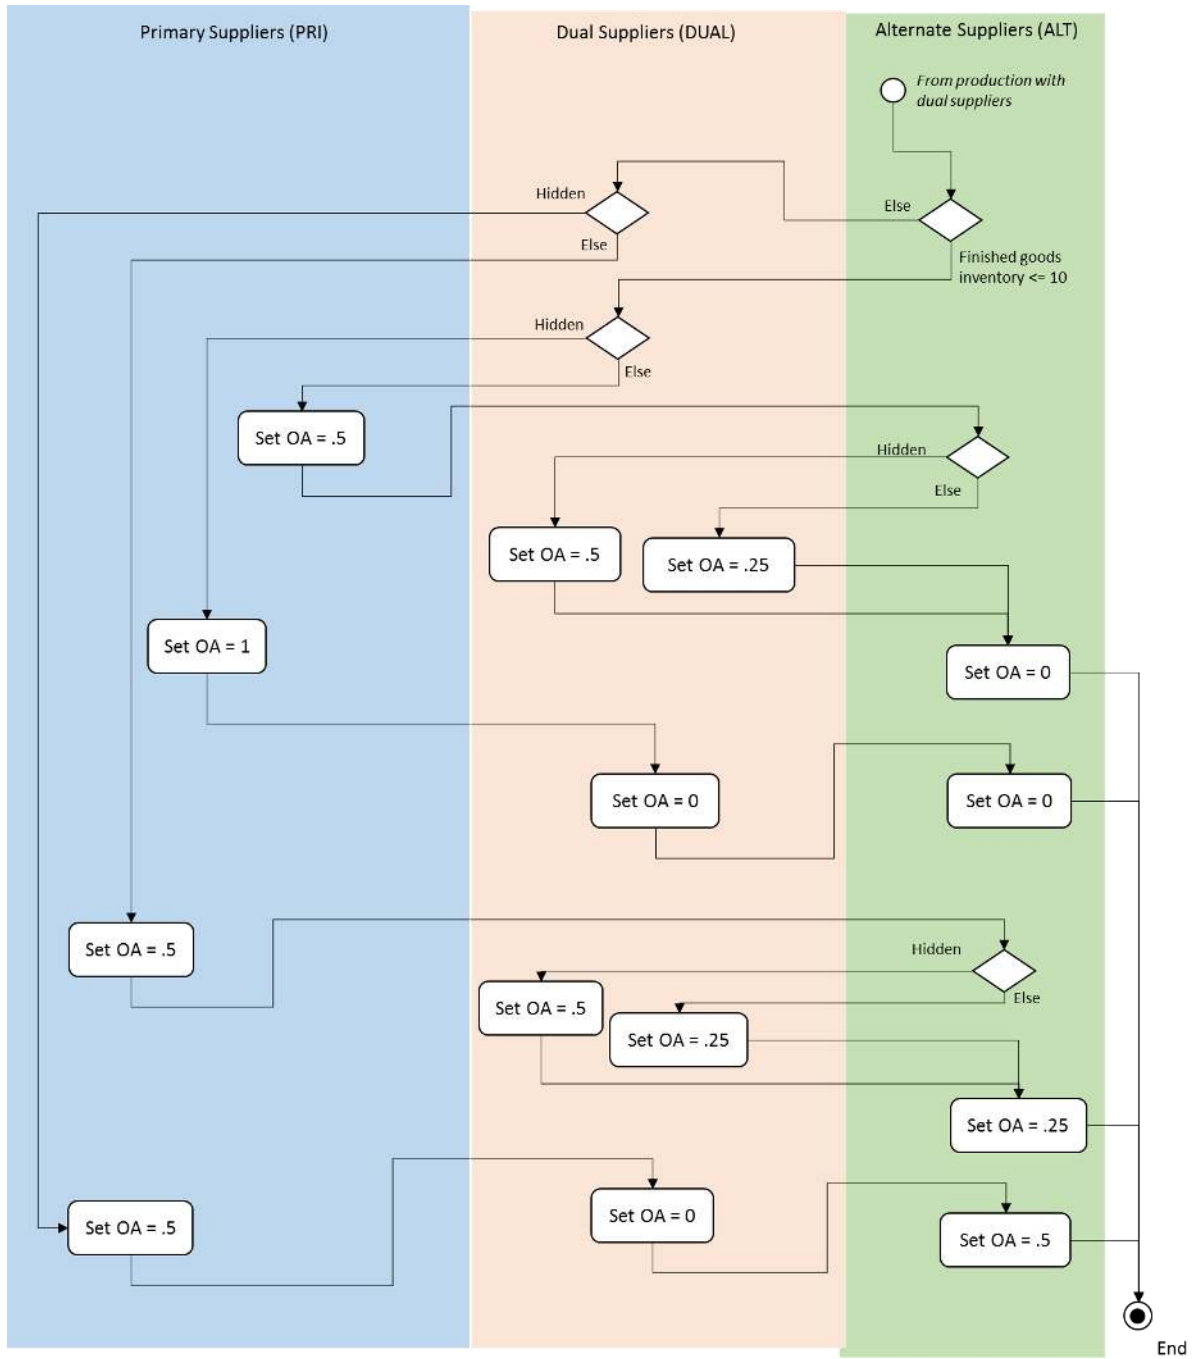 Primary Suppliers (PRI)
Dual Suppliers (DUAL)
Alternate Suppliers (ALT)
From production with
dual suppliers
Hidden
Else
Else
Finished goods
inventory <= 10
Hidden
Else
Set OA = .5
Hidden
Else
Set OA = .5
Set OA = .25
Set OA = 1
Set OA = 0
Set OA = 0
Set OA = 0
Set OA = .5
Hidden
Else
Set OA = .5
Set OA = .25
Set OA = .25
Set OA = .5
Set OA = 0
Set OA = .5
End